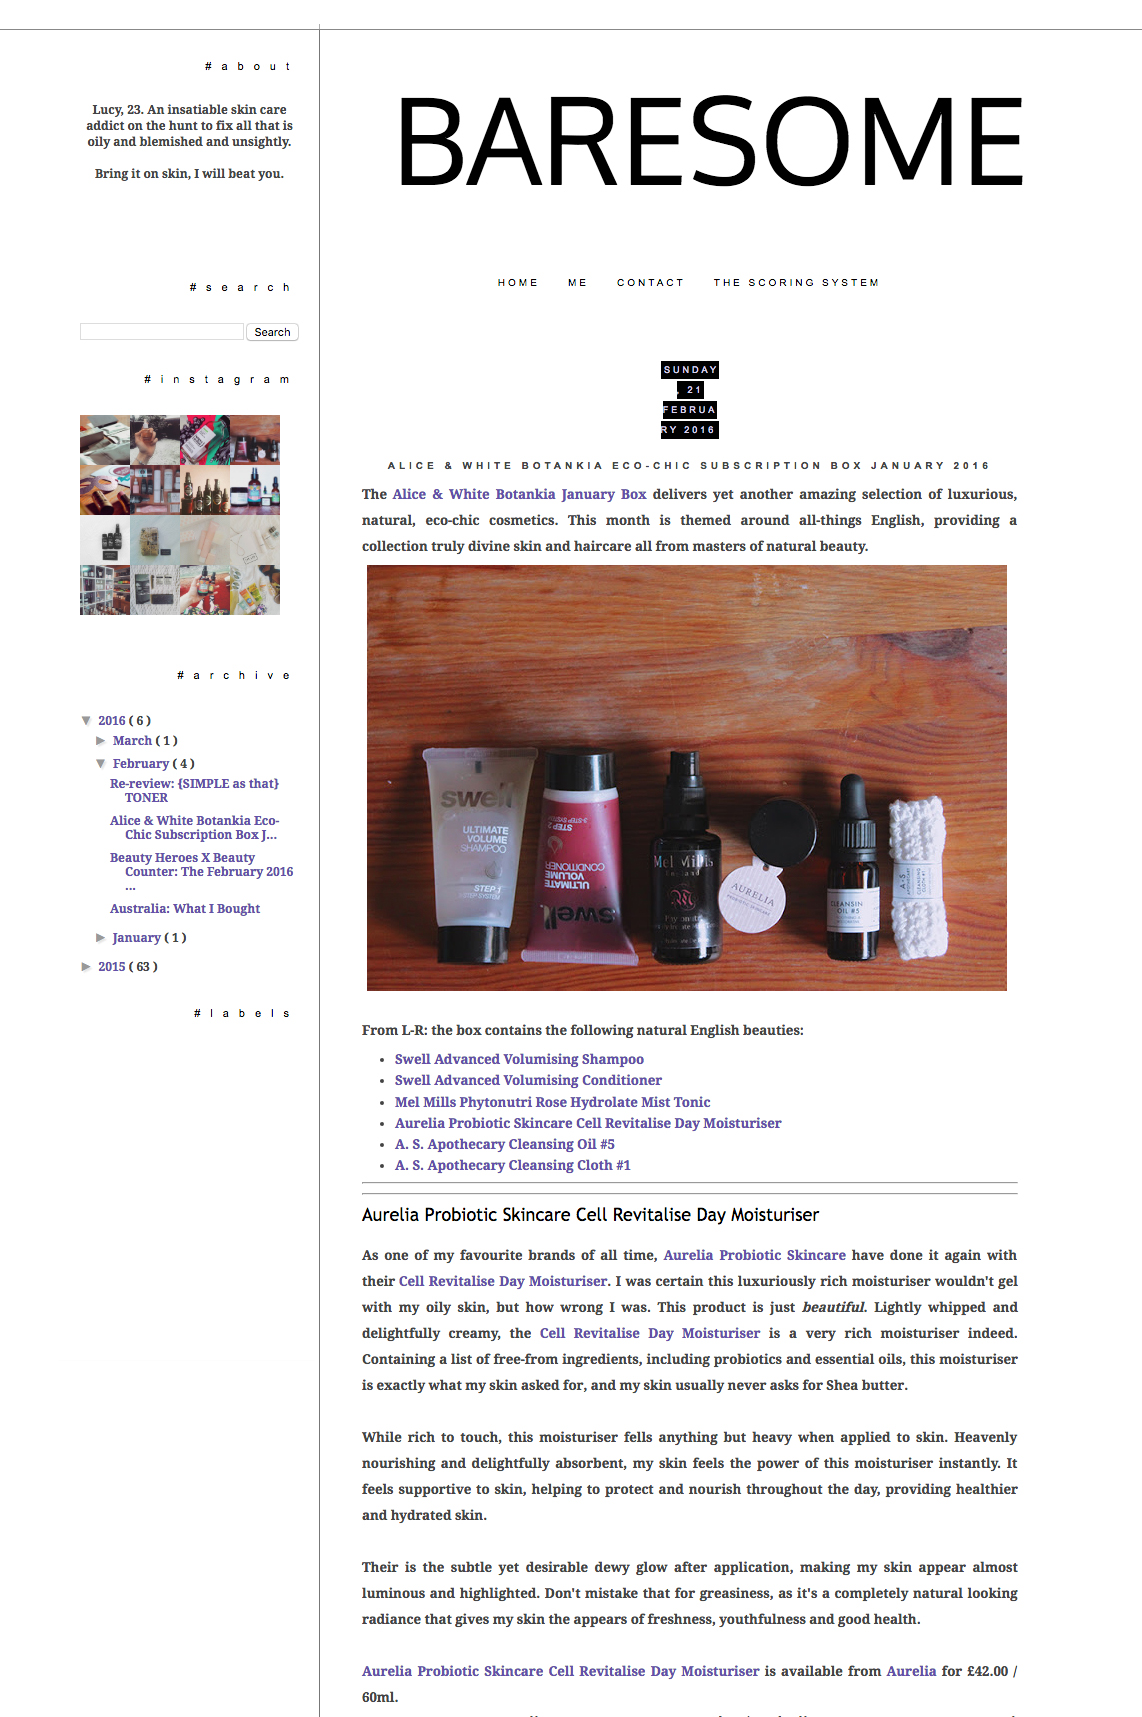 # a b o u t
Lucy, 23. An insatiable skin care
addict on the hunt to fix all that is
oily and blemished and unsightly.
Bring it on skin, I will beat you.
# s e a r c h
Search
# i n s t a g r a m
# a r c h i v e
▼ 2016 ( 6 )
► March ( 1 )
▼ February ( 4 )
Re-review: {SIMPLE as that}
TONER
Alice & White Botankia Eco-
Chic Subscription Box J...
Beauty Heroes X Beauty
Counter: The February 2016
...
Australia: What I Bought
► January ( 1 )
► 2015 ( 63 )
# l a b e l s
BARESOME
HOME ME CONTACT THE SCORING SYSTEM
SUNDAY
, 21
FEBRUA
RY 2016
ALICE & WHITE BOTANKIA ECO-CHIC SUBSCRIPTION BOX JANUARY 2016
The Alice & White Botankia January Box delivers yet another amazing selection of luxurious,
natural, eco-chic cosmetics. This month is themed around all-things English, providing a
collection truly divine skin and haircare all from masters of natural beauty.
swell
ULTIMATE
VOLUME
SHAMPOO
STEP 1
3-STEP SYSTEM
STEP 2
3-STEP SYSTEM
ULTIMATE
VOLUME
CONDITIONER
swell.
Mel Mills
England
Phytonutri
AURELIA
CLEANSIN
OIL #5
A·S
APOTHECARY
CLEANSING
CLOTH #1
From L-R: the box contains the following natural English beauties:
• Swell Advanced Volumising Shampoo
• Swell Advanced Volumising Conditioner
• Mel Mills Phytonutri Rose Hydrolate Mist Tonic
• Aurelia Probiotic Skincare Cell Revitalise Day Moisturiser
• A. S. Apothecary Cleansing Oil #5
• A. S. Apothecary Cleansing Cloth #1
Aurelia Probiotic Skincare Cell Revitalise Day Moisturiser
As one of my favourite brands of all time, Aurelia Probiotic Skincare have done it again with
their Cell Revitalise Day Moisturiser. I was certain this luxuriously rich moisturiser wouldn't gel
with my oily skin, but how wrong I was. This product is just beautiful. Lightly whipped and
delightfully creamy, the Cell Revitalise Day Moisturiser is a very rich moisturiser indeed.
Containing a list of free-from ingredients, including probiotics and essential oils, this moisturiser
is exactly what my skin asked for, and my skin usually never asks for Shea butter.
While rich to touch, this moisturiser fells anything but heavy when applied to skin. Heavenly
nourishing and delightfully absorbent, my skin feels the power of this moisturiser instantly. It
feels supportive to skin, helping to protect and nourish throughout the day, providing healthier
and hydrated skin.
Their is the subtle yet desirable dewy glow after application, making my skin appear almost
luminous and highlighted. Don't mistake that for greasiness, as it's a completely natural looking
radiance that gives my skin the appears of freshness, youthfulness and good health.
Aurelia Probiotic Skincare Cell Revitalise Day Moisturiser is available from Aurelia for £42.00 /
60ml.